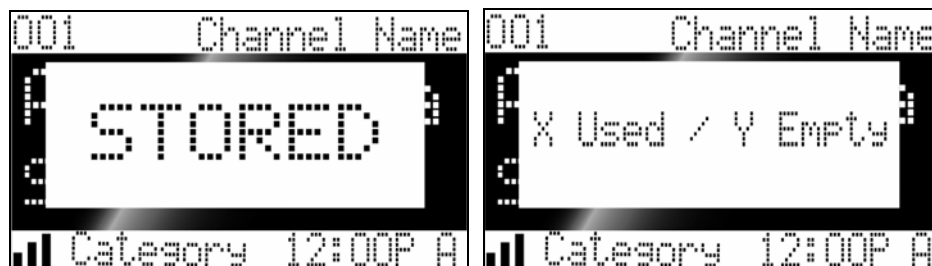 001 Channel Name
STORED
Category 12:00P A
001 Channel Name
X Used / Y Empty
Category 12:00P A